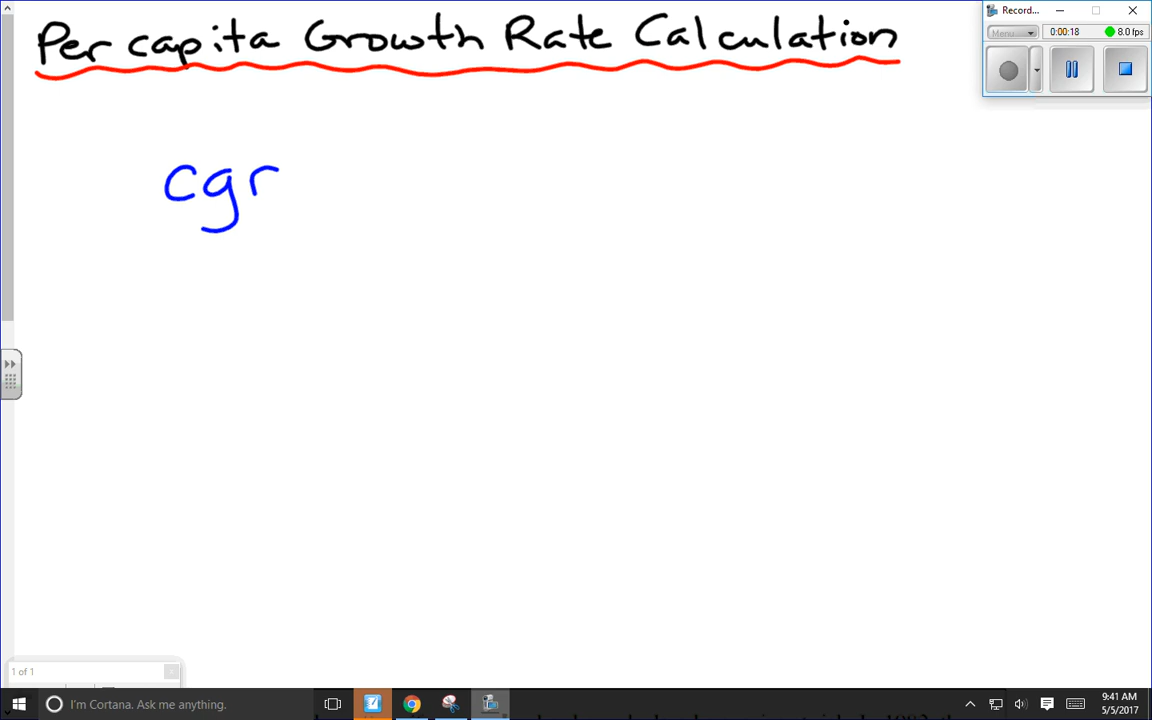 Per capita Growth Rate Calculation
Record...
Menu
0:00:18
8.0 fps
cgr
1 of 1
I'm Cortana. Ask me anything.
9:41 AM
5/5/2017